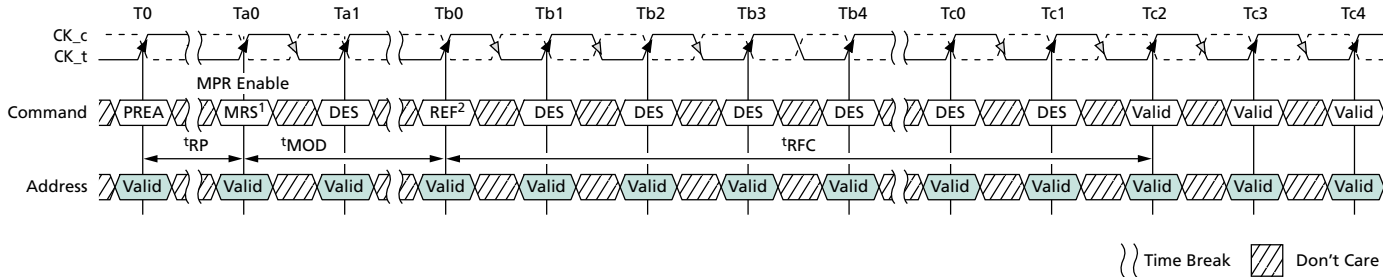 T0 Ta0 Ta1 Tb0 Tb1 Tb2 Tb3 Tb4 Tc0 Tc1 Tc2 Tc3 Tc4
CK_c
CK_t
MPR Enable
Command PREA MRS1 DES REF2 DES DES DES DES DES DES Valid Valid Valid
tRP tMOD tRFC
Address Valid Valid Valid Valid Valid Valid Valid Valid Valid Valid Valid Valid Valid
Time Break Don't Care